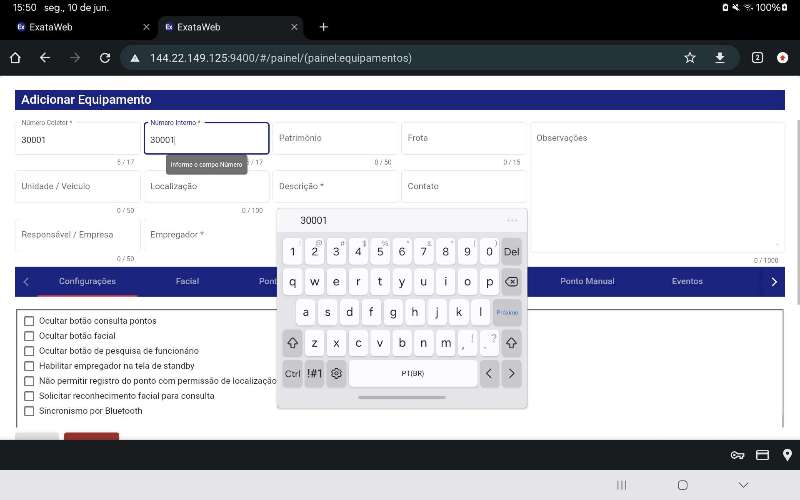 15:50 seg., 10 de jun. 100%
ExataWeb ExataWeb
144.22.149.125:9400/#/painel/(painel:equipamentos) 2
Adicionar Equipamento
Número Coletor * Número Interno *
30001 30001 Patrimônio Frota Observações
5 / 17 / 17 0 / 50 0 / 15
Informe o campo Número
Unidade / Veículo Localização Descrição * Contato
0 / 50 0 / 100
30001
Responsável / Empresa Empregador *
0 / 50 0 / 1000
Configurações Facial Pont Ponto Manual Eventos
Ocultar botão consulta pontos
Ocultar botão facial
Ocultar botão de pesquisa de funcionário
Habilitar empregador na tela de standby
Não permitir registro do ponto com permissão de localização
Solicitar reconhecimento facial para consulta
Sincronismo por Bluetooth
1 2 3 4 5 6 7 8 9 0 Del
q w e r t y u i o p
a s d f g h j k l Próximo
z x c v b n m , ! . ?
Ctrl !#1 PT(BR)